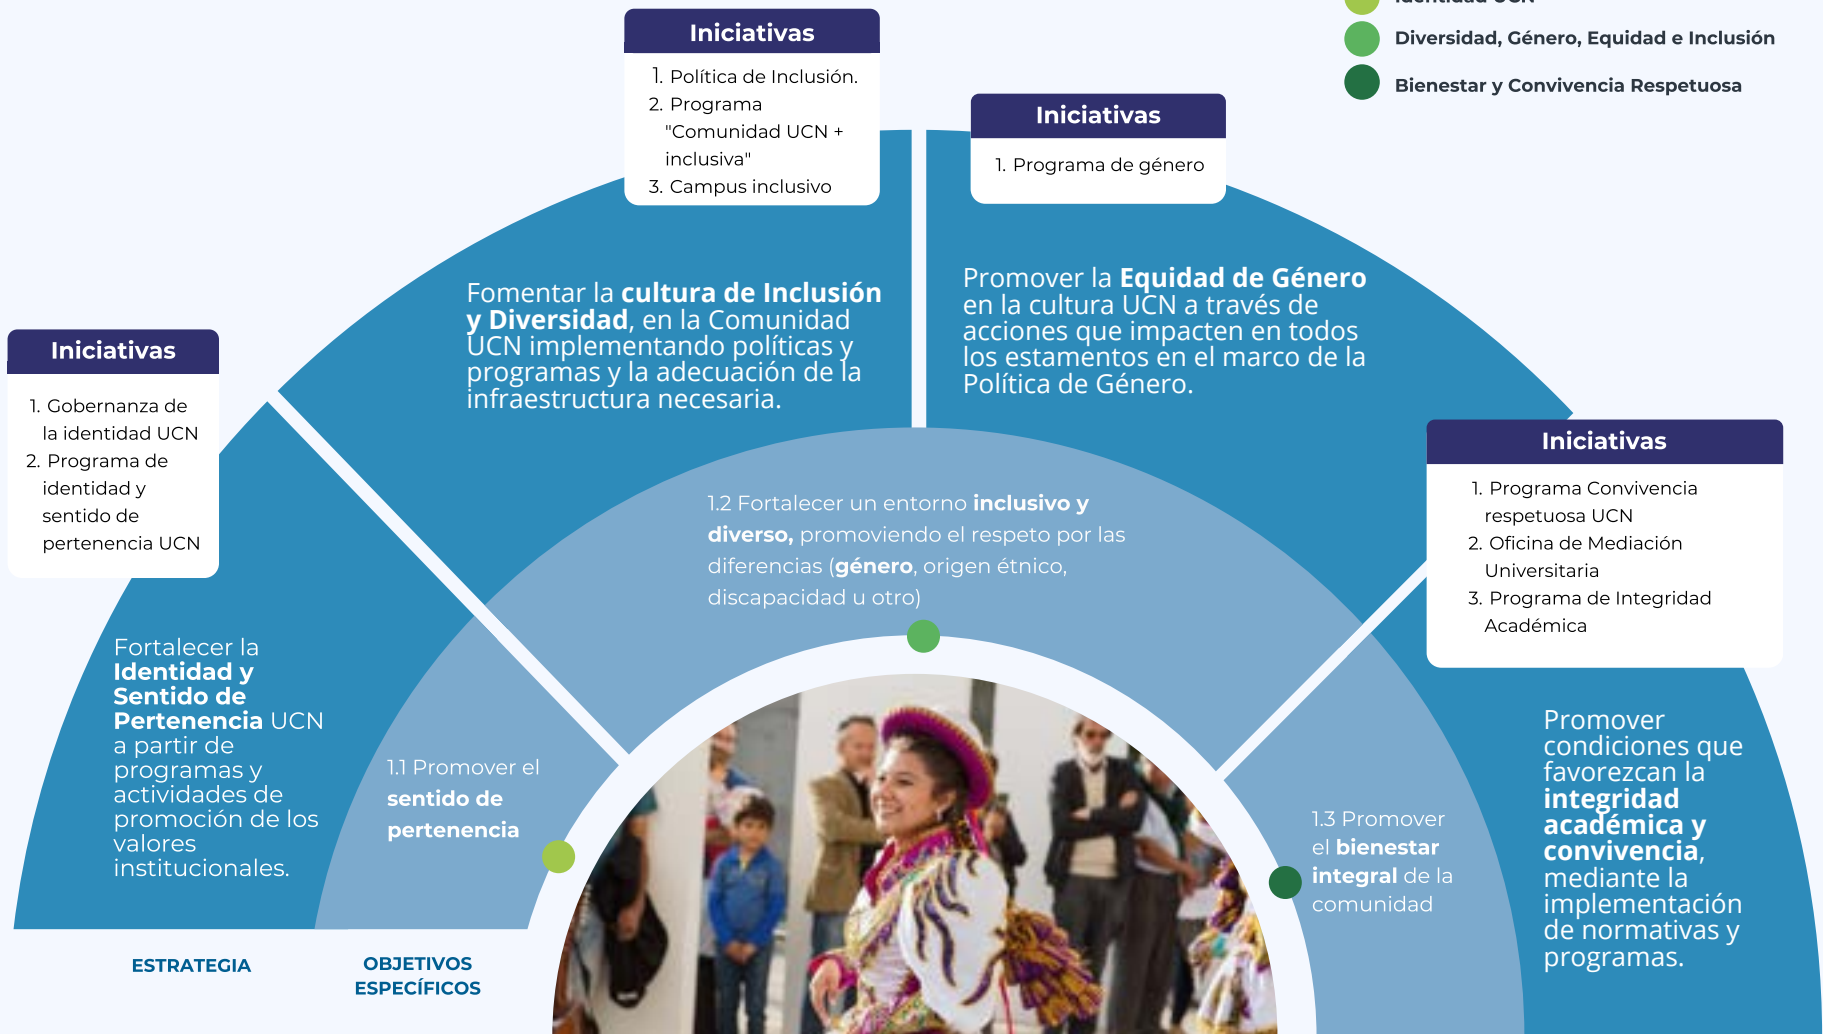 Identidad UCN
Diversidad, Género, Equidad e Inclusión
Bienestar y Convivencia Respetuosa
Iniciativas
1. Política de Inclusión.
2. Programa
"Comunidad UCN +
inclusiva"
3. Campus inclusivo
Iniciativas
1. Programa de género
Fomentar la cultura de Inclusión
y Diversidad, en la Comunidad
UCN implementando políticas y
programas y la adecuación de la
infraestructura necesaria.
Promover la Equidad de Género
en la cultura UCN a través de
acciones que impacten en todos
los estamentos en el marco de la
Política de Género.
Iniciativas
1. Gobernanza de
la identidad UCN
2. Programa de
identidad y
sentido de
pertenencia UCN
Iniciativas
1. Programa Convivencia
respetuosa UCN
2. Oficina de Mediación
Universitaria
3. Programa de Integridad
Académica
1.2 Fortalecer un entorno inclusivo y
diverso, promoviendo el respeto por las
diferencias (género, origen étnico,
discapacidad u otro)
Fortalecer la
Identidad y
Sentido de
Pertenencia UCN
a partir de
programas y
actividades de
promoción de los
valores
institucionales.
1.1 Promover el
sentido de
pertenencia
1.3 Promover
el bienestar
integral de la
comunidad
Promover
condiciones que
favorezcan la
integridad
académica y
convivencia,
mediante la
implementación
de normativas y
programas.
ESTRATEGIA
OBJETIVOS
ESPECÍFICOS